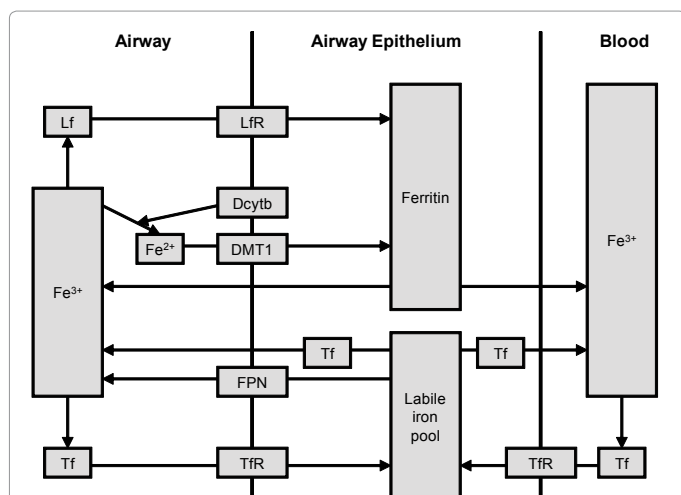 Airway Airway Epithelium Blood
Lf LfR
Dcytb
Ferritin
Fe²⁺ DMT1
Fe³⁺
Fe³⁺
Tf Tf
FPN
Labile
iron
pool
Tf TfR TfR Tf